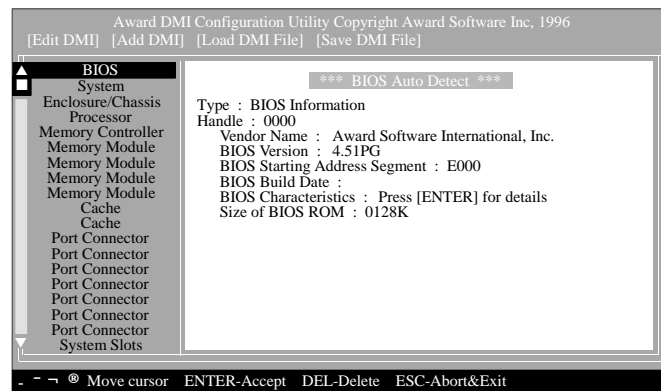 Award DMI Configuration Utility Copyright Award Software Inc, 1996
[Edit DMI] [Add DMI] [Load DMI File] [Save DMI File]
BIOS
System
Enclosure/Chassis
Processor
Memory Controller
Memory Module
Memory Module
Memory Module
Memory Module
Cache
Cache
Port Connector
Port Connector
Port Connector
Port Connector
Port Connector
Port Connector
Port Connector
System Slots
*** BIOS Auto Detect ***
Type : BIOS Information
Handle : 0000
Vendor Name : Award Software International, Inc.
BIOS Version : 4.51PG
BIOS Starting Address Segment : E000
BIOS Build Date :
BIOS Characteristics : Press [ENTER] for details
Size of BIOS ROM : 0128K
- ¯ ¬ ® Move cursor ENTER-Accept DEL-Delete ESC-Abort&Exit